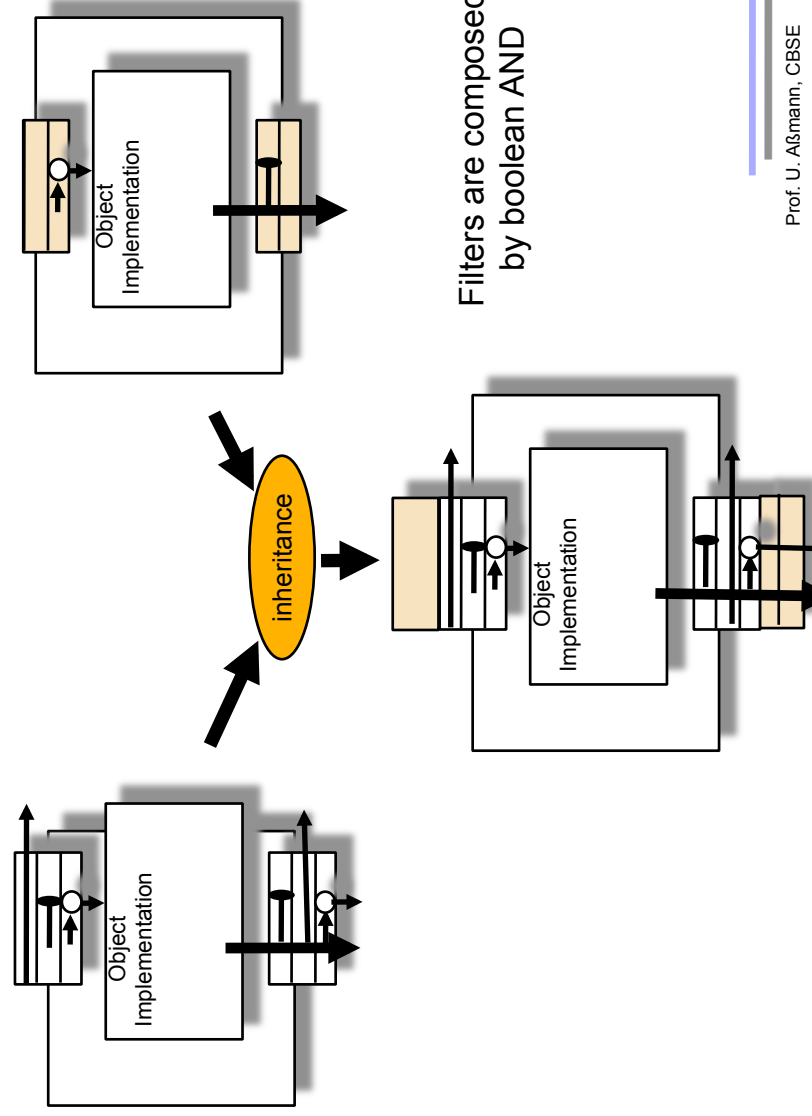 Object
Implementation
inheritance
Object
Implementation
Filters are composed
by boolean AND
Object
Implementation
Prof. U. Aßmann, CBSE